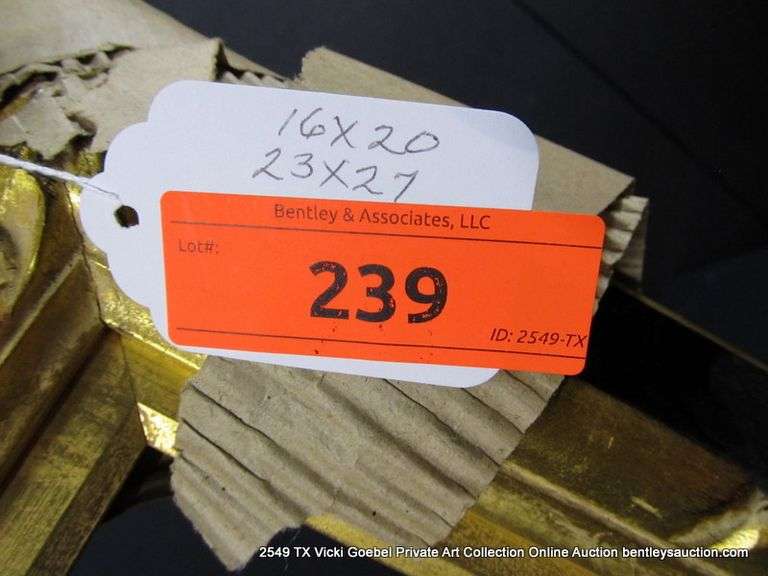 16X20
23X27
Bentley & Associates, LLC
Lot#:
239
ID: 2549-TX
2549 TX Vicki Goebel Private Art Collection Online Auction bentleysauction.com